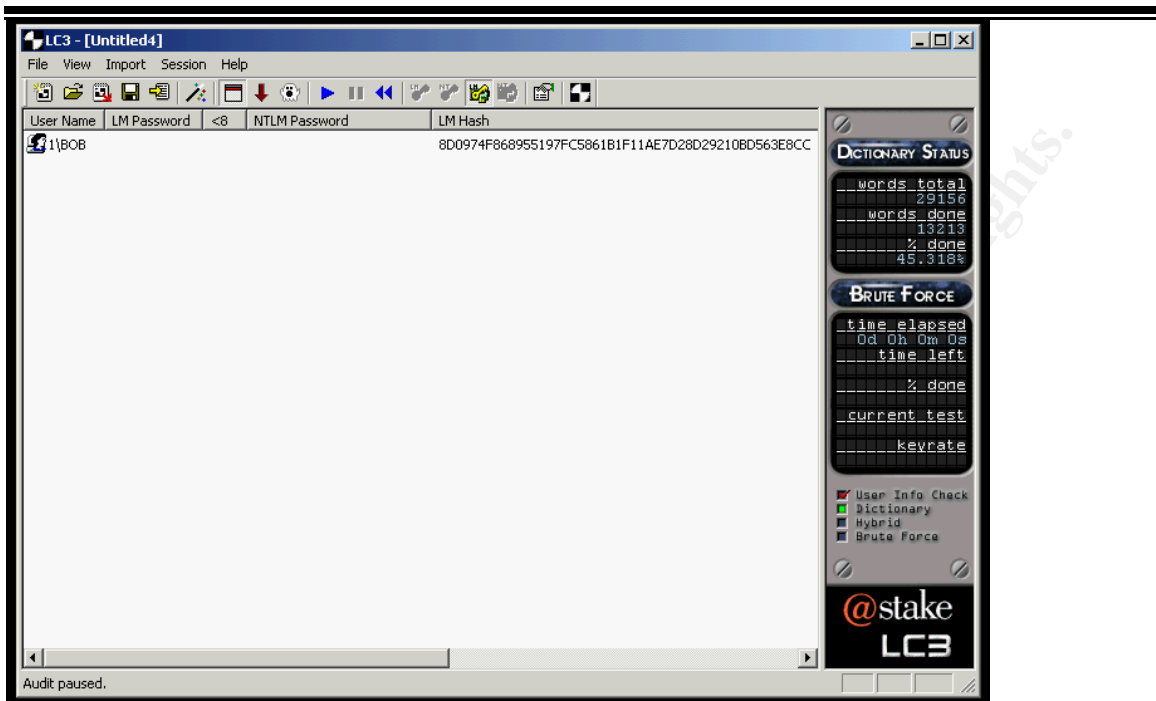 LC3 - [Untitled4]
File View Import Session Help
User Name LM Password <8 NTLM Password LM Hash
1\BOB 8D0974F868955197FC5861B1F11AE7D28D29210BD563E8CC
DICTIONARY STATUS
words total
29156
words done
13213
% done
45.318%
BRUTE FORCE
time elapsed
0d 0h 0m 0s
time left
% done
current test
keyrate
User Info Check
Dictionary
Hybrid
Brute Force
@stake
LC3
Audit paused.